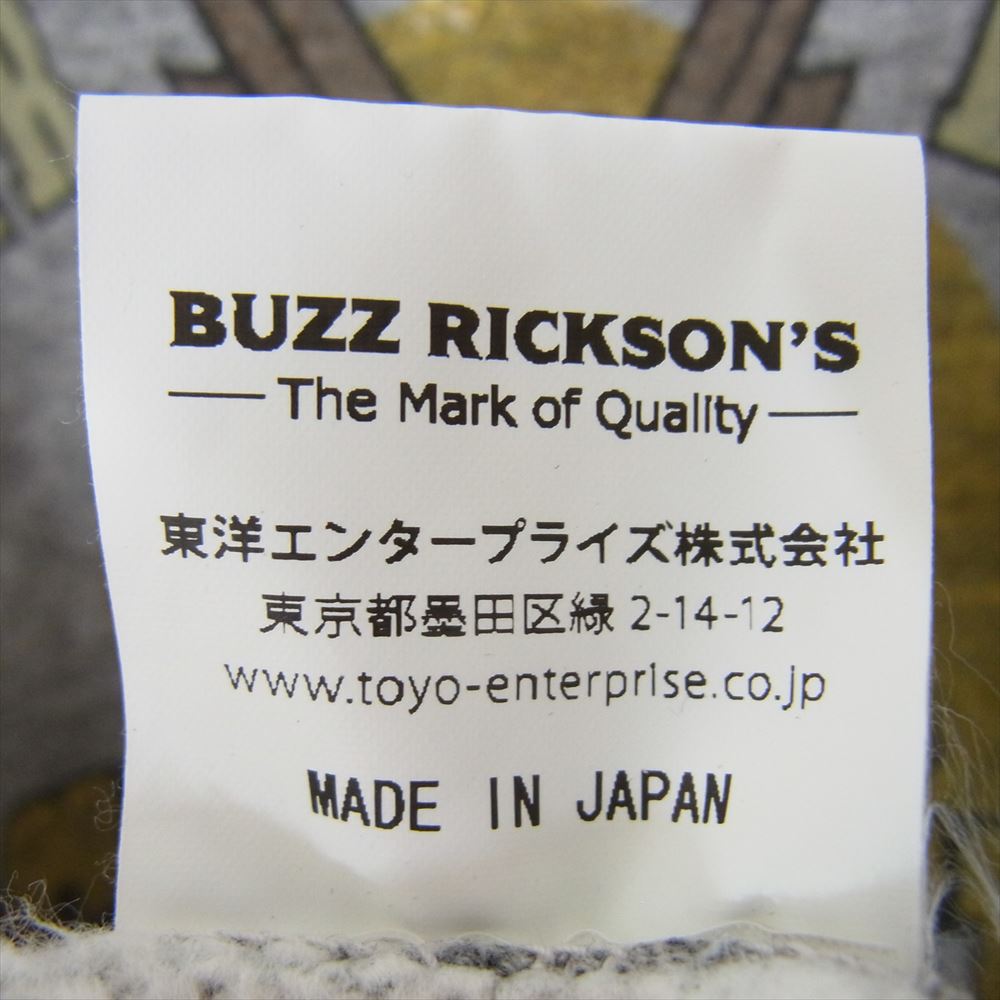 BUZZ RICKSON'S
The Mark of Quality
東洋エンタープライズ株式会社
東京都墨田区緑 2-14-12
www.toyo-enterprise.co.jp
MADE IN JAPAN